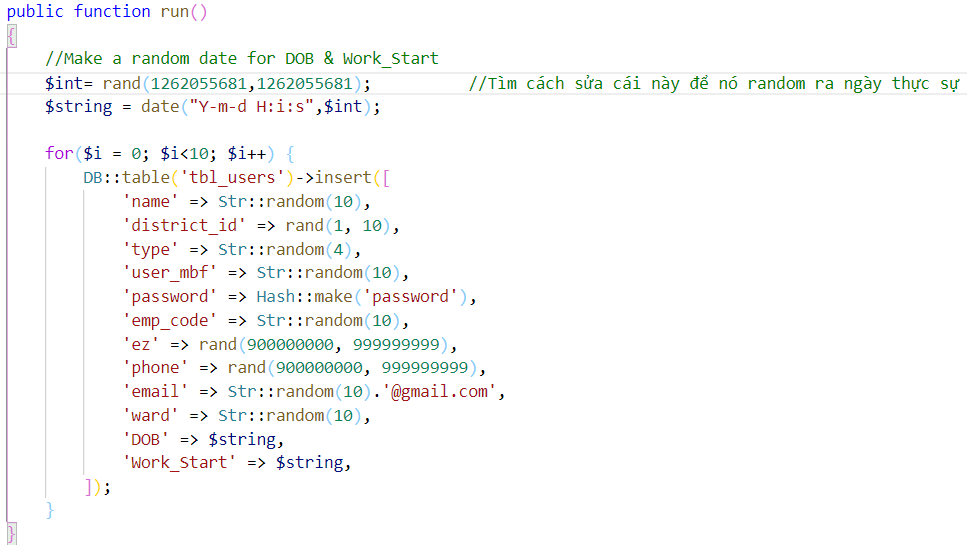 public function run()
{
    //Make a random date for DOB & Work_Start
    $int= rand(1262055681,1262055681);          //Tìm cách sửa cái này để nó random ra ngày thực sự
    $string = date("Y-m-d H:i:s",$int);

    for($i = 0; $i<10; $i++) {
        DB::table('tbl_users')->insert([
            'name' => Str::random(10),
            'district_id' => rand(1, 10),
            'type' => Str::random(4),
            'user_mbf' => Str::random(10),
            'password' => Hash::make('password'),
            'emp_code' => Str::random(10),
            'ez' => rand(900000000, 999999999),
            'phone' => rand(900000000, 999999999),
            'email' => Str::random(10).'@gmail.com',
            'ward' => Str::random(10),
            'DOB' => $string,
            'Work_Start' => $string,
        ]);
    }
}